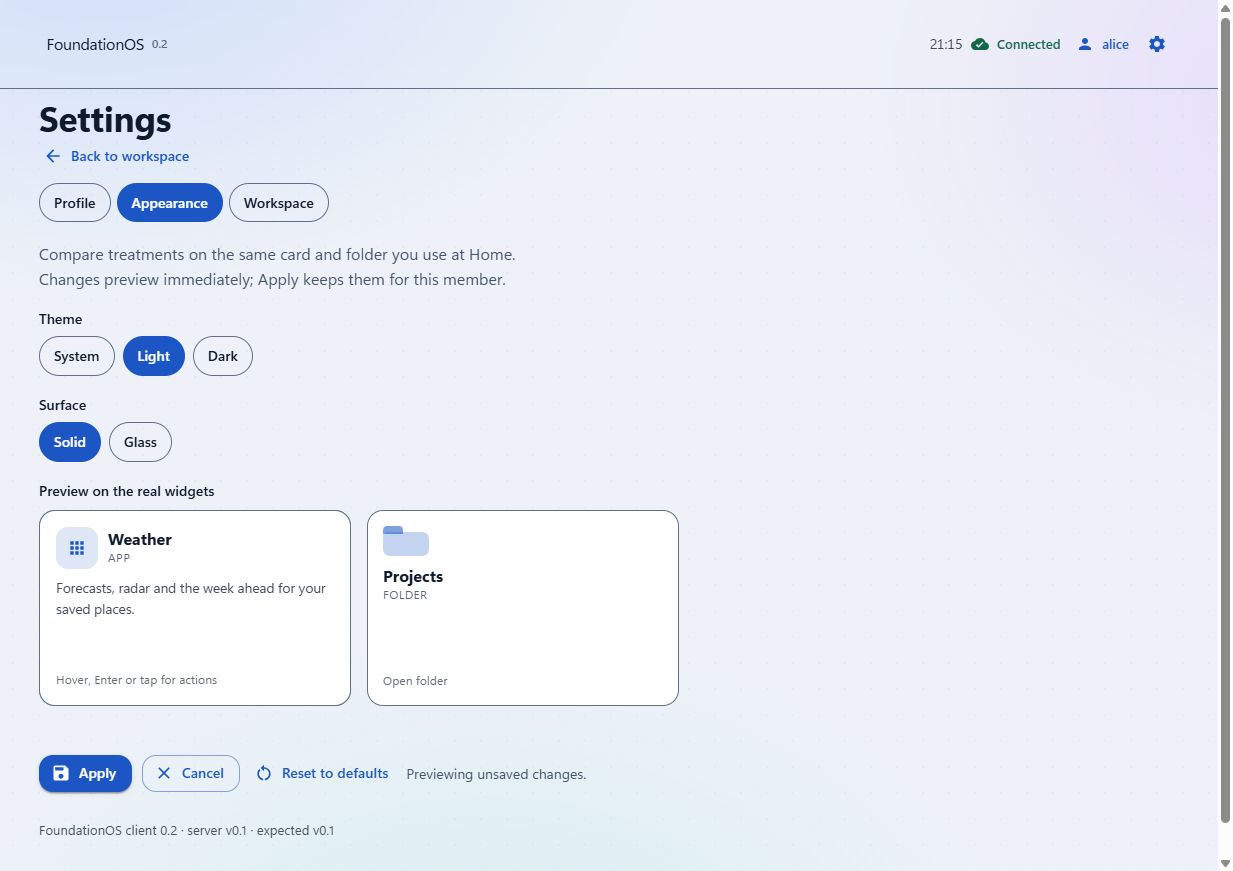 FoundationOS 0.2
21:15 Connected alice
Settings
Back to workspace
Profile Appearance Workspace
Compare treatments on the same card and folder you use at Home.
Changes preview immediately; Apply keeps them for this member.
Theme
System Light Dark
Surface
Solid Glass
Preview on the real widgets
Weather
APP
Forecasts, radar and the week ahead for your
saved places.
Hover, Enter or tap for actions
Projects
FOLDER
Open folder
Apply Cancel Reset to defaults Previewing unsaved changes.
FoundationOS client 0.2 · server v0.1 · expected v0.1